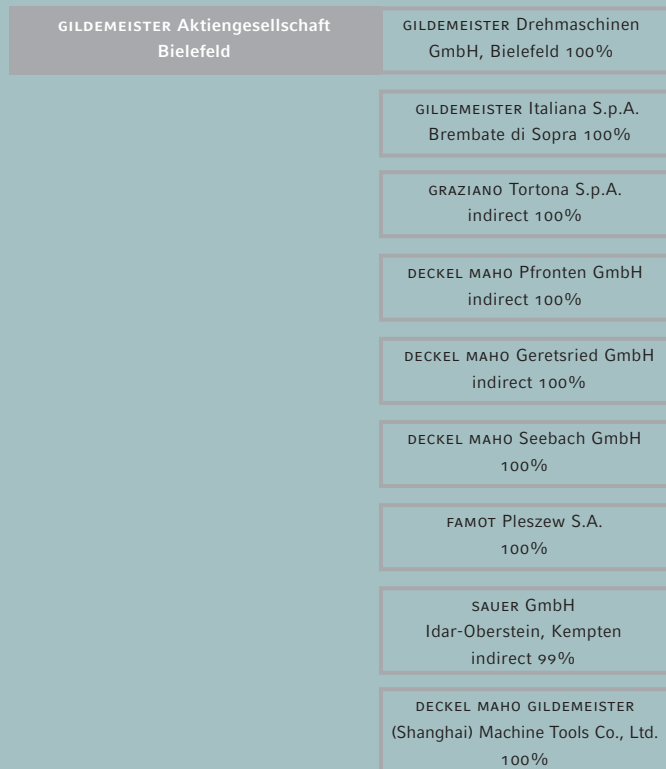 GILDEMEISTER Aktiengesellschaft
Bielefeld
GILDEMEISTER Drehmaschinen
GmbH, Bielefeld 100%
GILDEMEISTER Italiana S.p.A.
Brembate di Sopra 100%
GRAZIANO Tortona S.p.A.
indirect 100%
DECKEL MAHO Pfronten GmbH
indirect 100%
DECKEL MAHO Geretsried GmbH
indirect 100%
DECKEL MAHO Seebach GmbH
100%
FAMOT Pleszew S.A.
100%
SAUER GmbH
Idar-Oberstein, Kempten
indirect 99%
DECKEL MAHO GILDEMEISTER
(Shanghai) Machine Tools Co., Ltd.
100%